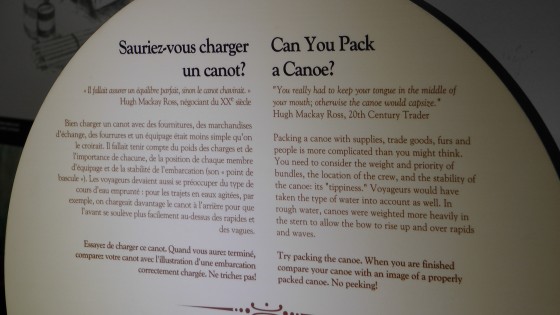 Sauriez-vous charger
un canot?
« Il fallait assurer un équilibre parfait, sinon le canot chavirait. »
Hugh Mackay Ross, négociant du XXe siècle
Bien charger un canot avec des fournitures, des marchandises
d'échange, des fourrures et un équipage était moins simple qu'on
le croirait. Il fallait tenir compte du poids des charges et de
l'importance de chacune, de la position de chaque membre
d'équipage et de la stabilité de l'embarcation (son « point de
bascule »). Les voyageurs devaient aussi se préoccuper du type de
cours d'eau emprunté : pour les trajets en eaux agitées, par
exemple, on chargeait davantage le canot à l'arrière pour que
l'avant se soulève plus facilement au-dessus des rapides et
des vagues.
Essayez de charger ce canot. Quand vous aurez terminé,
comparez votre canot avec l'illustration d'une embarcation
correctement chargée. Ne trichez pas!
Can You Pack
a Canoe?
"You really had to keep your tongue in the middle of
your mouth; otherwise the canoe would capsize."
Hugh Mackay Ross, 20th Century Trader
Packing a canoe with supplies, trade goods, furs and
people is more complicated than you might think.
You need to consider the weight and priority of
bundles, the location of the crew, and the stability of
the canoe: its "tippiness." Voyageurs would have
taken the type of water into account as well. In
rough water, canoes were weighted more heavily in
the stern to allow the bow to rise up and over rapids
and waves.
Try packing the canoe. When you are finished
compare your canoe with an image of a properly
packed canoe. No peeking!